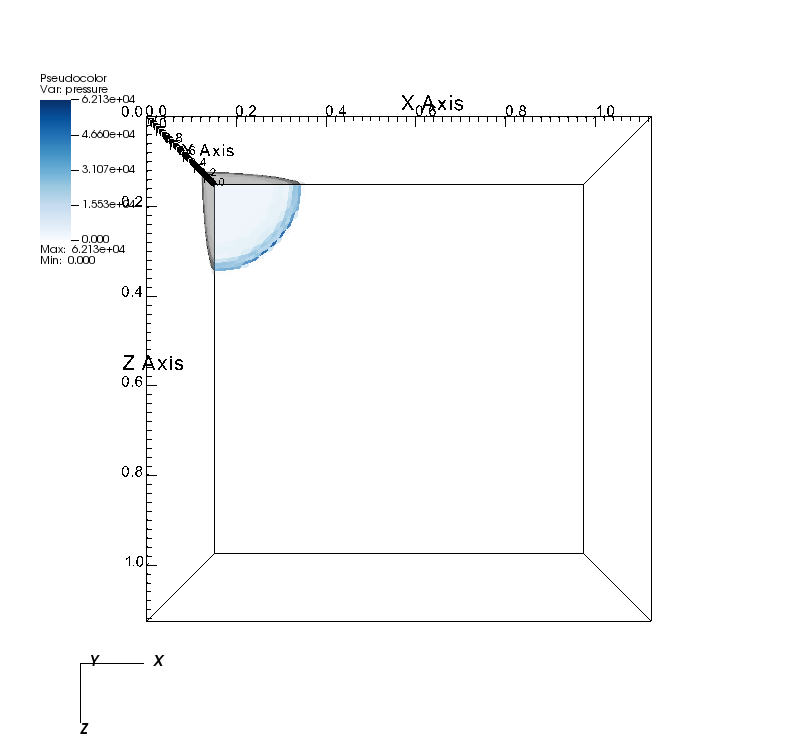 Pseudocolor
Var: pressure
6.213e+04
4.660e+04
3.107e+04
1.553e+04
0.000
Max: 6.213e+04
Min: 0.000
X Axis
0.0 0.2 0.4 0.6 0.8 1.0
Axis
0.0
0.2
0.4
Z Axis
0.6
0.8
1.0
Y X
Z